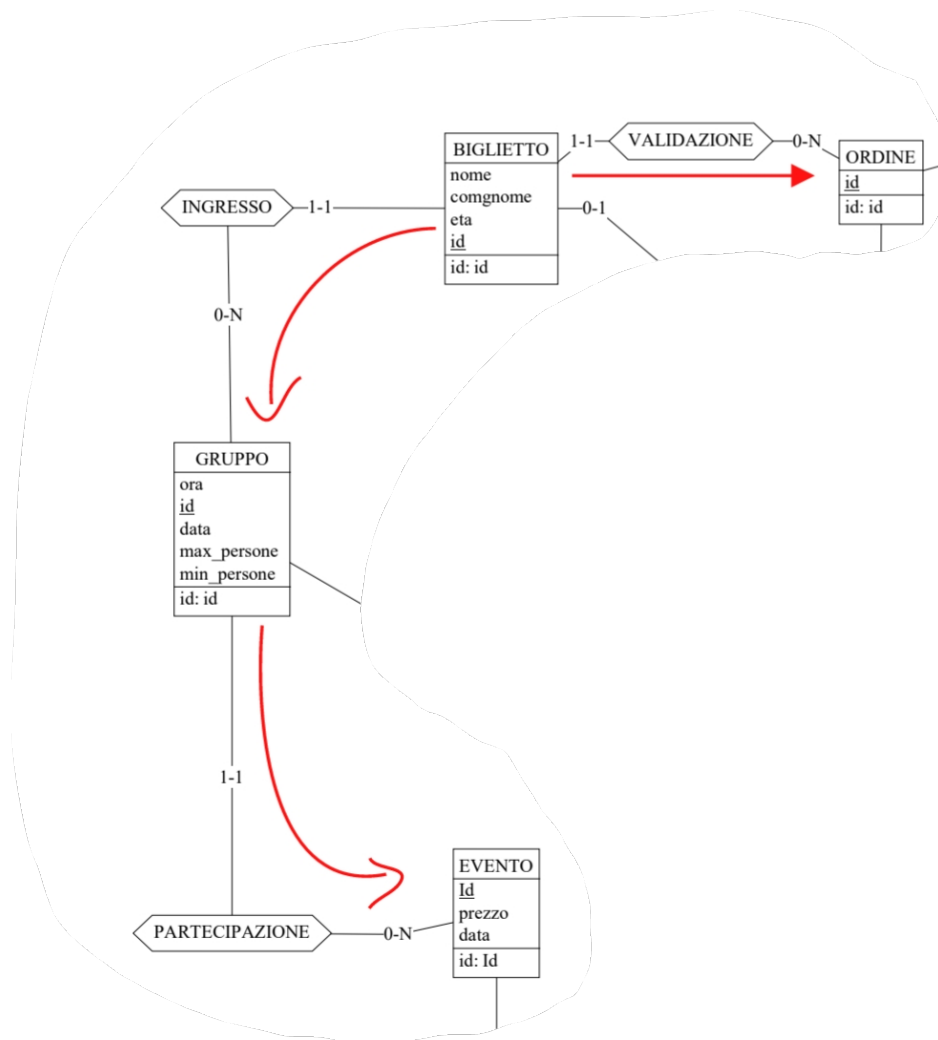 BIGLIETTO
nome
comgnome
eta
id
id: id
1-1
VALIDAZIONE
0-N
ORDINE
id
id: id
INGRESSO
1-1
0-1
0-N
GRUPPO
ora
id
data
max_persone
min_persone
id: id
1-1
PARTECIPAZIONE
0-N
EVENTO
Id
prezzo
data
id: Id